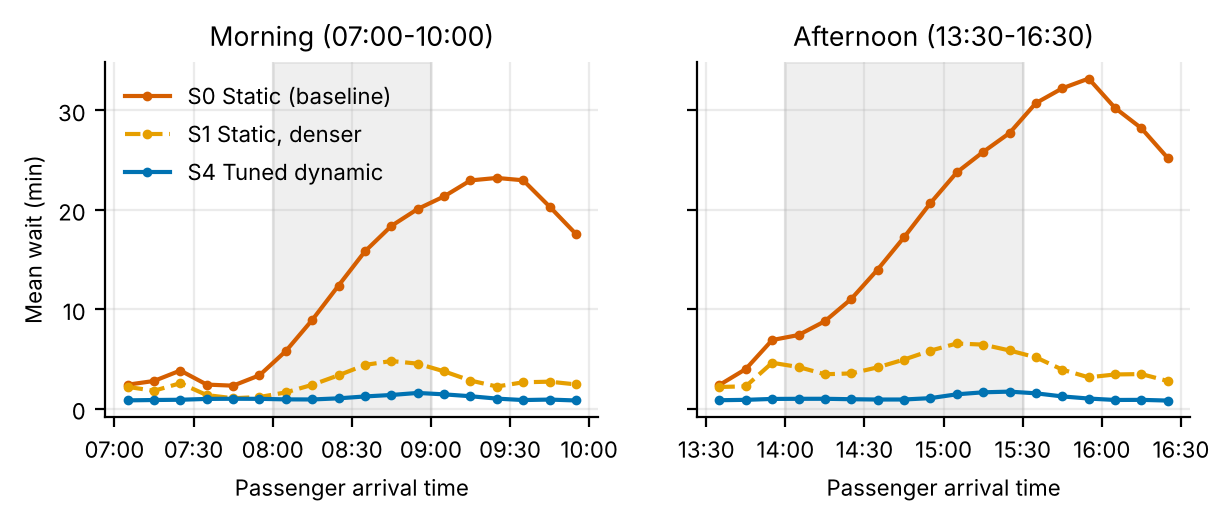 Morning (07:00-10:00)
Afternoon (13:30-16:30)
S0 Static (baseline)
S1 Static, denser
S4 Tuned dynamic
Mean wait (min)
30
20
10
0
07:00 07:30 08:00 08:30 09:00 09:30 10:00
13:30 14:00 14:30 15:00 15:30 16:00 16:30
Passenger arrival time
Passenger arrival time